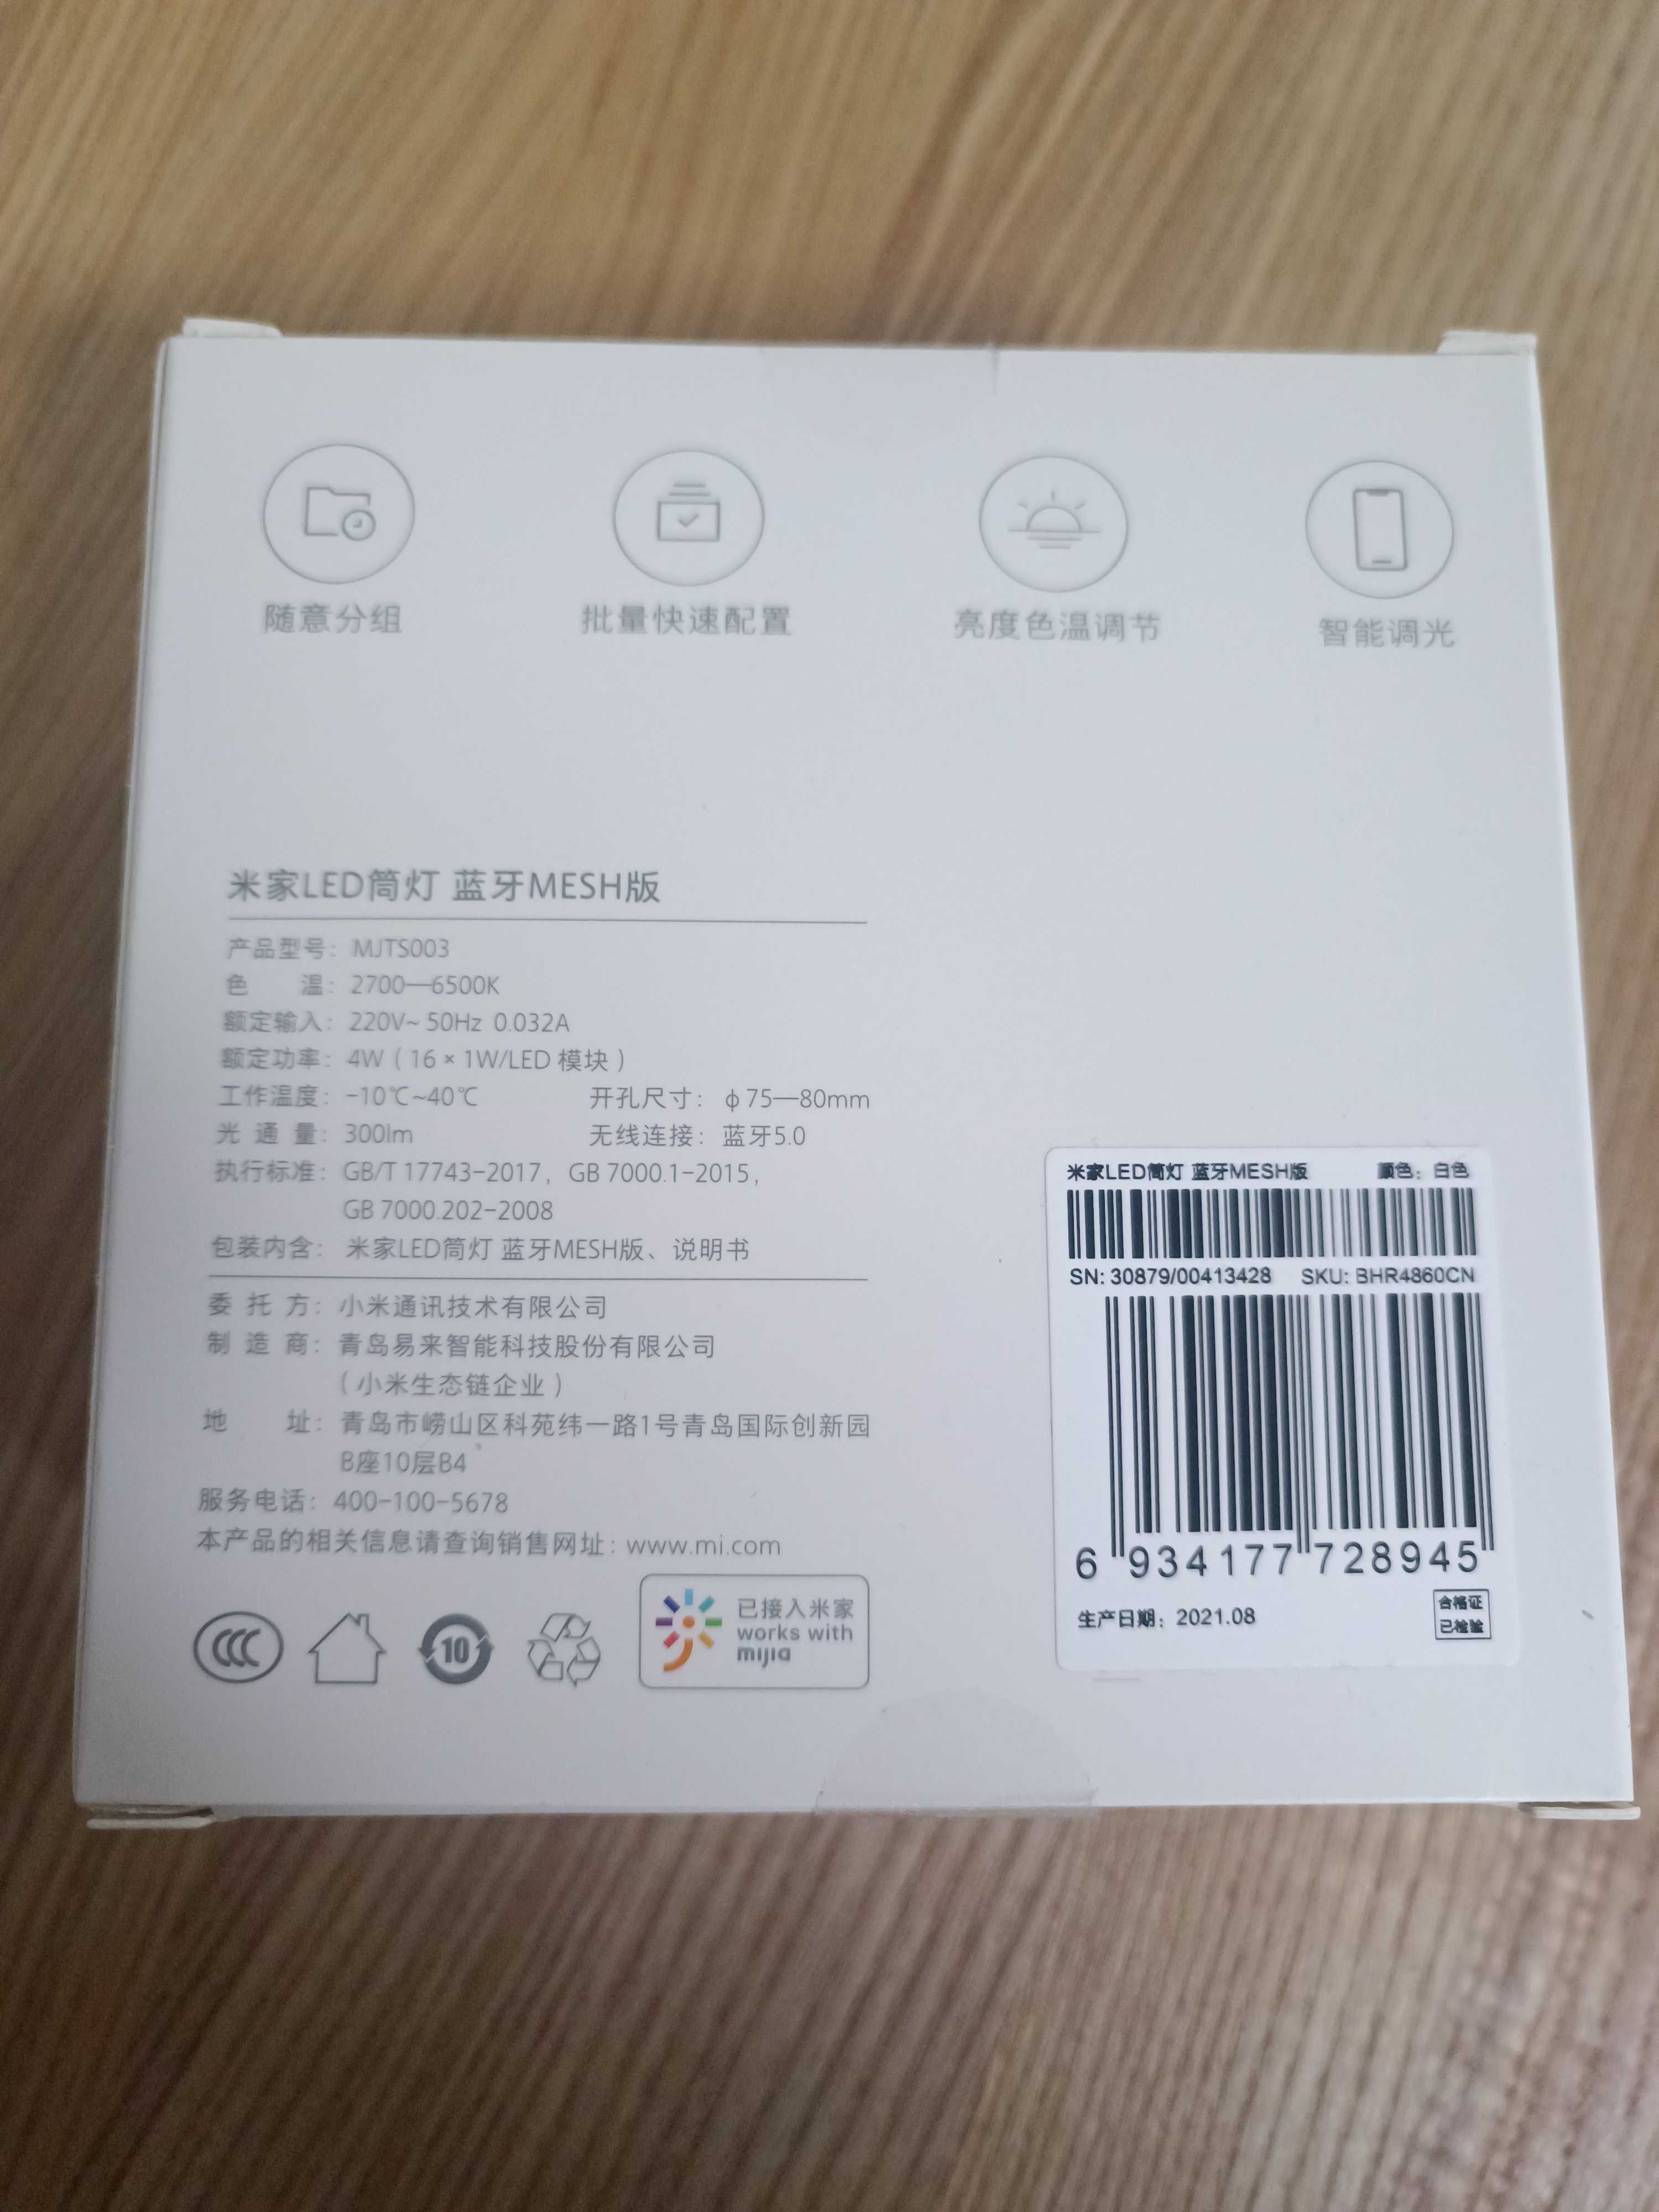 随意分组
批量快速配置
亮度色温调节
智能调光
米家LED筒灯 蓝牙MESH版
产品型号：MJTS003
色 温：2700—6500K
额定输入：220V~ 50Hz 0.032A
额定功率：4W（16 × 1W/LED 模块）
工作温度：-10℃~40℃ 开孔尺寸：ф75—80mm
光 通 量：300lm 无线连接：蓝牙5.0
执行标准：GB/T 17743-2017，GB 7000.1-2015，
GB 7000.202-2008
包装内含：米家LED筒灯 蓝牙MESH版、说明书
委 托 方：小米通讯技术有限公司
制 造 商：青岛易来智能科技股份有限公司
（小米生态链企业）
地 址：青岛市崂山区科苑纬一路1号青岛国际创新园
B座10层B4
服务电话：400-100-5678
本产品的相关信息请查询销售网址：www.mi.com
CCC
10
已接入米家
works with
mijia
米家LED筒灯 蓝牙MESH版 颜色：白色
SN: 30879/00413428 SKU: BHR4860CN
6 934177 728945
生产日期：2021.08
合格证
已检验